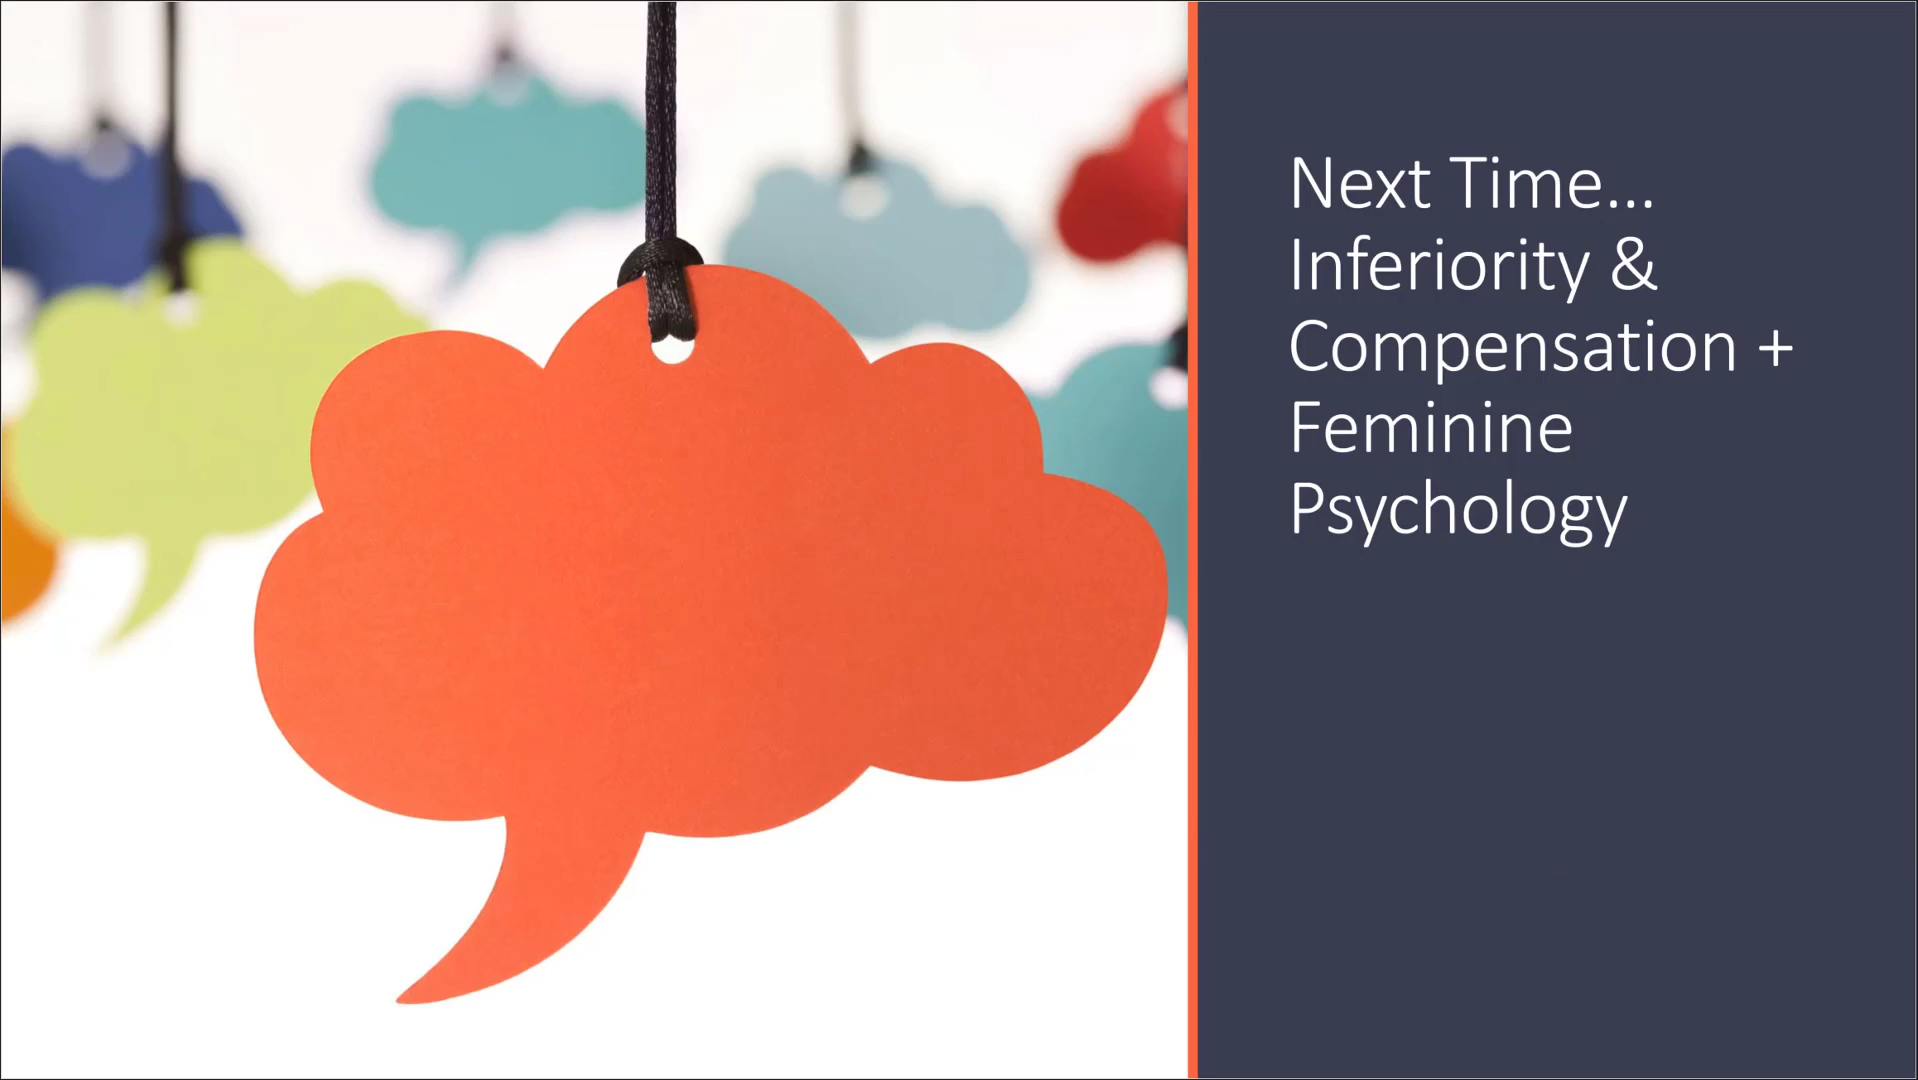 Next Time...
Inferiority &
Compensation +
Feminine
Psychology